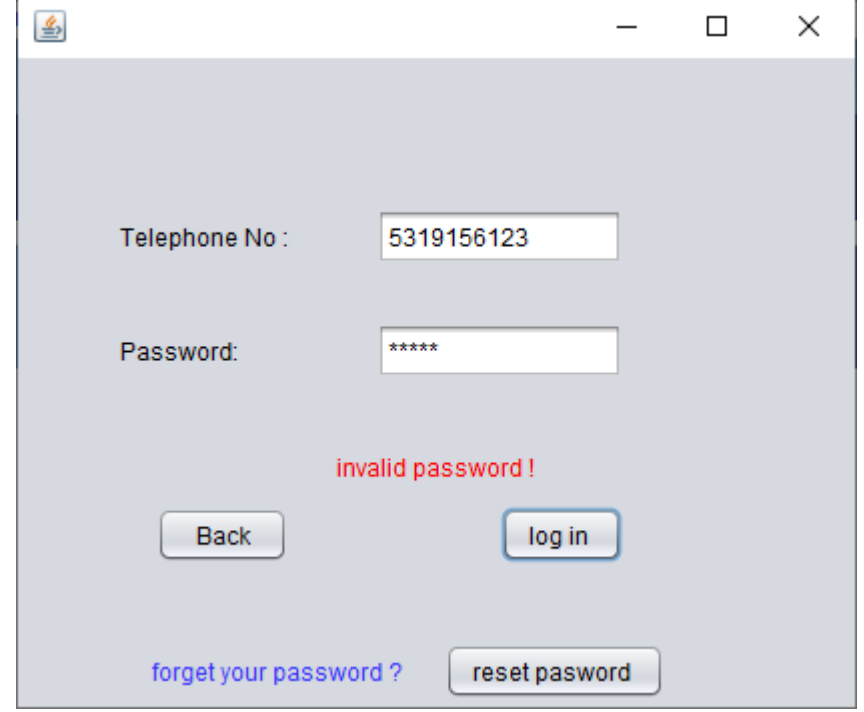 Telephone No : 5319156123
Password: *****
invalid password !
Back log in
forget your password ? reset pasword